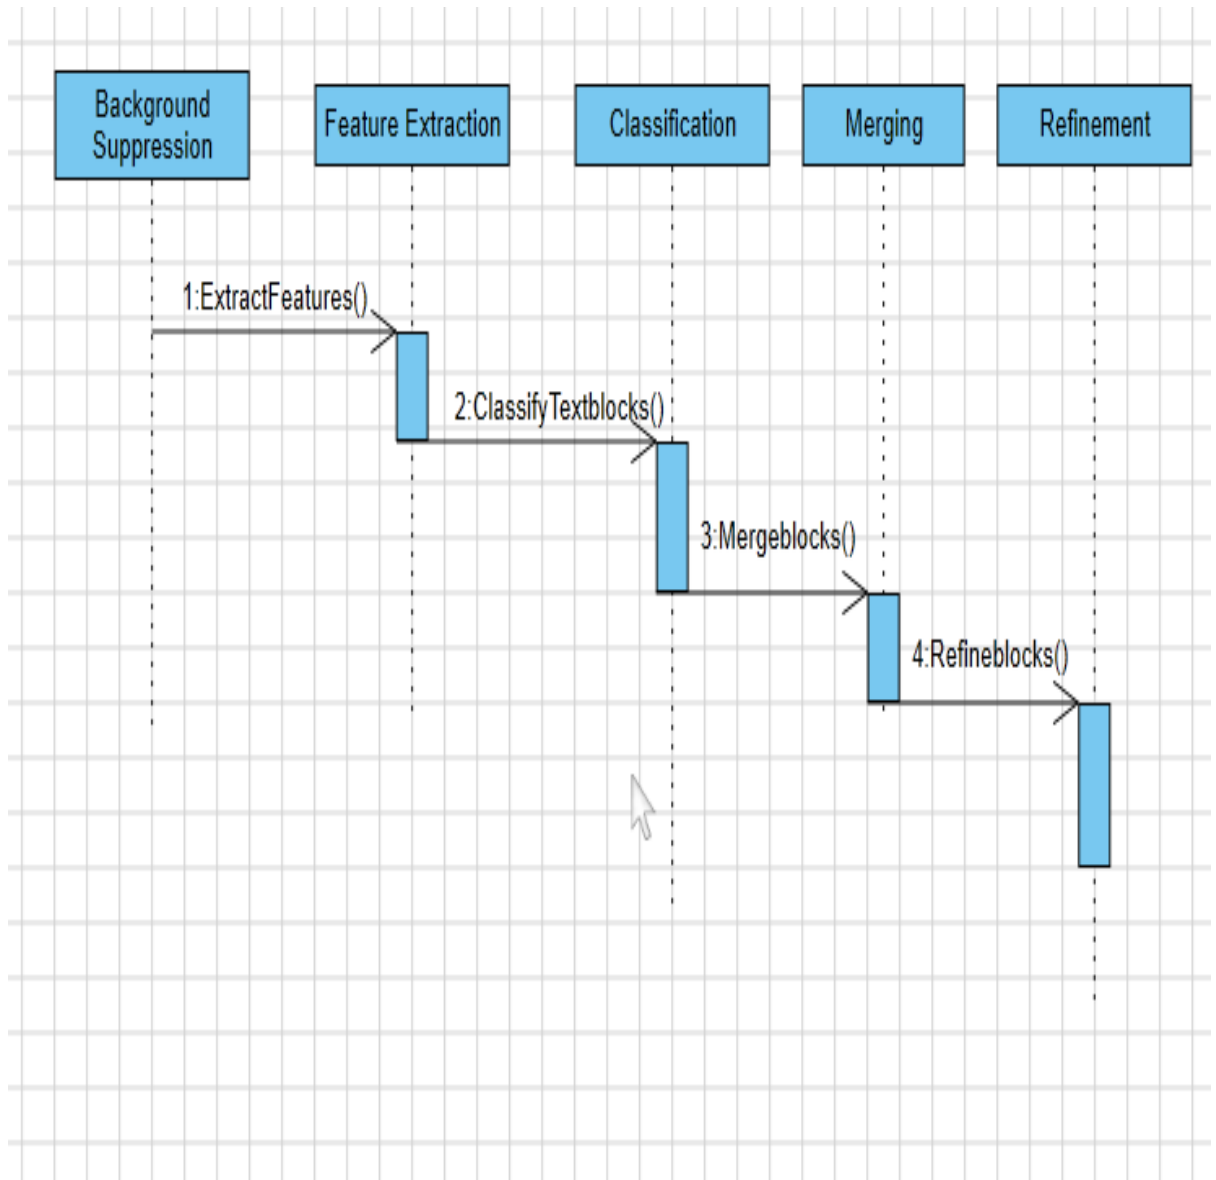 Background
Suppression
Feature Extraction
Classification
Merging
Refinement
1:ExtractFeatures()
2:ClassifyTextblocks()
3:Mergeblocks()
4:Refineblocks()